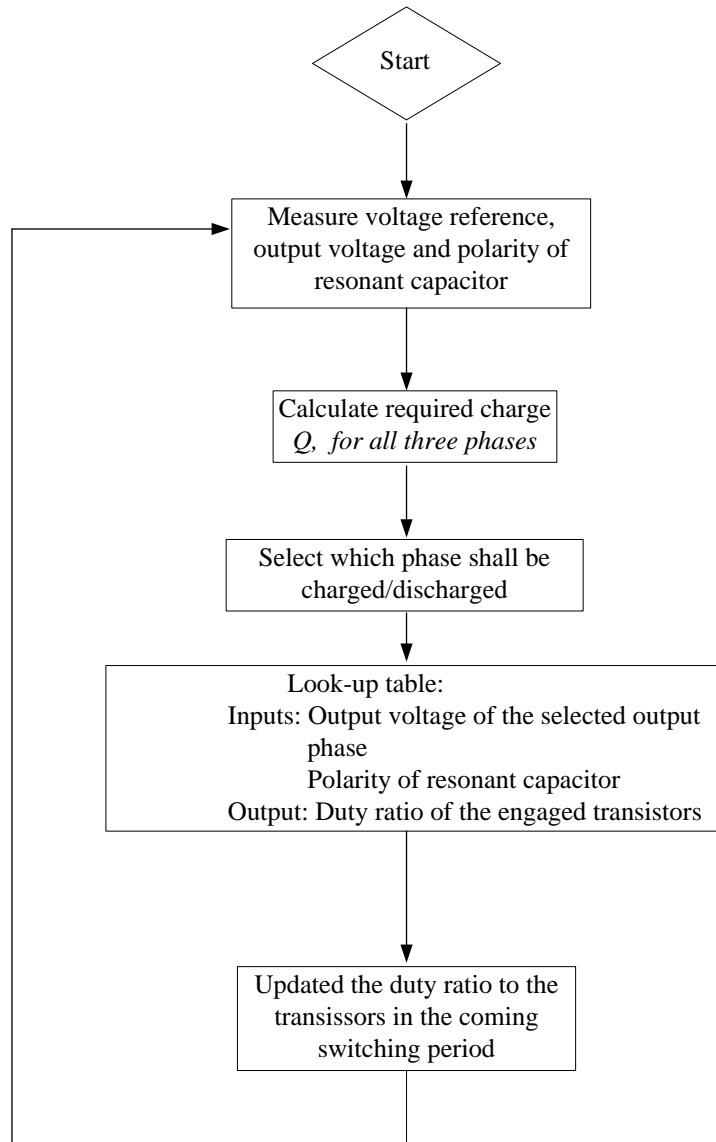 Start
Measure voltage reference,
output voltage and polarity of
resonant capacitor
Calculate required charge
Q, for all three phases
Select which phase shall be
charged/discharged
Look-up table:
Inputs: Output voltage of the selected output
phase
Polarity of resonant capacitor
Output: Duty ratio of the engaged transistors
Updated the duty ratio to the
transissors in the coming
switching period